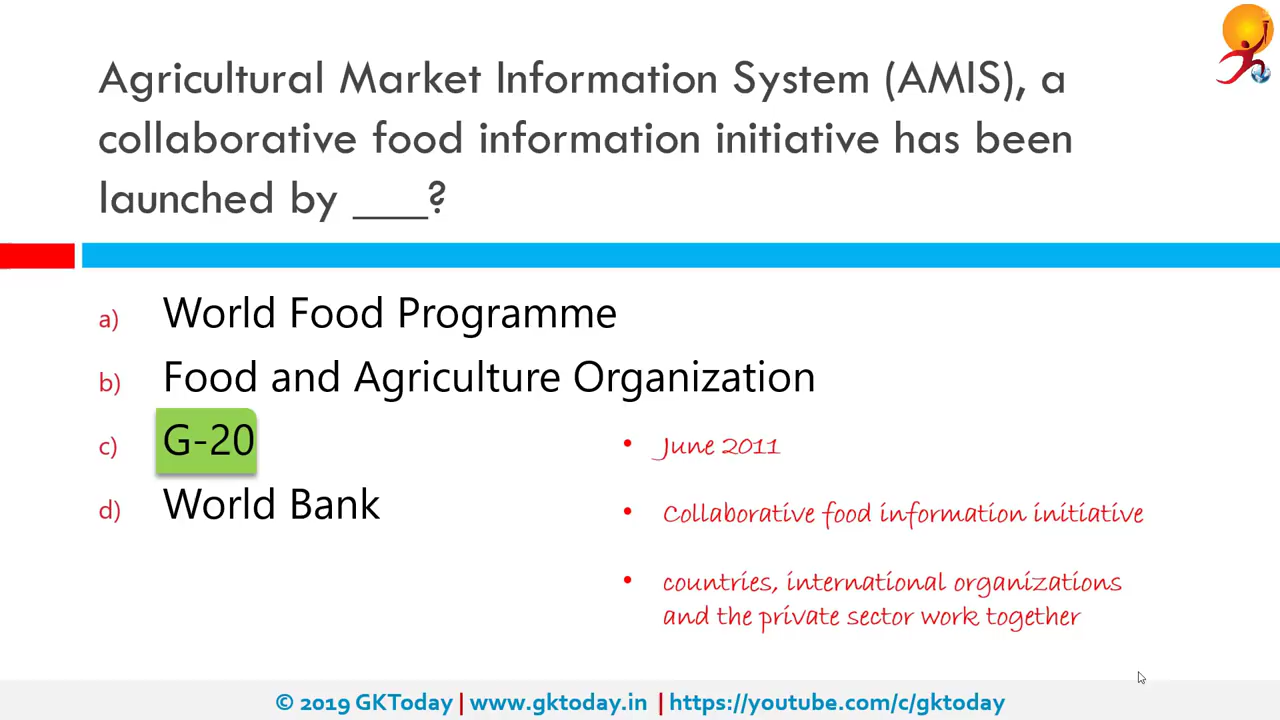 Agricultural Market Information System (AMIS), a
collaborative food information initiative has been
launched by ___?
a) World Food Programme
b) Food and Agriculture Organization
c) G-20
d) World Bank
• June 2011
• Collaborative food information initiative
• countries, international organizations
and the private sector work together
© 2019 GKToday | www.gktoday.in | https://youtube.com/c/gktoday